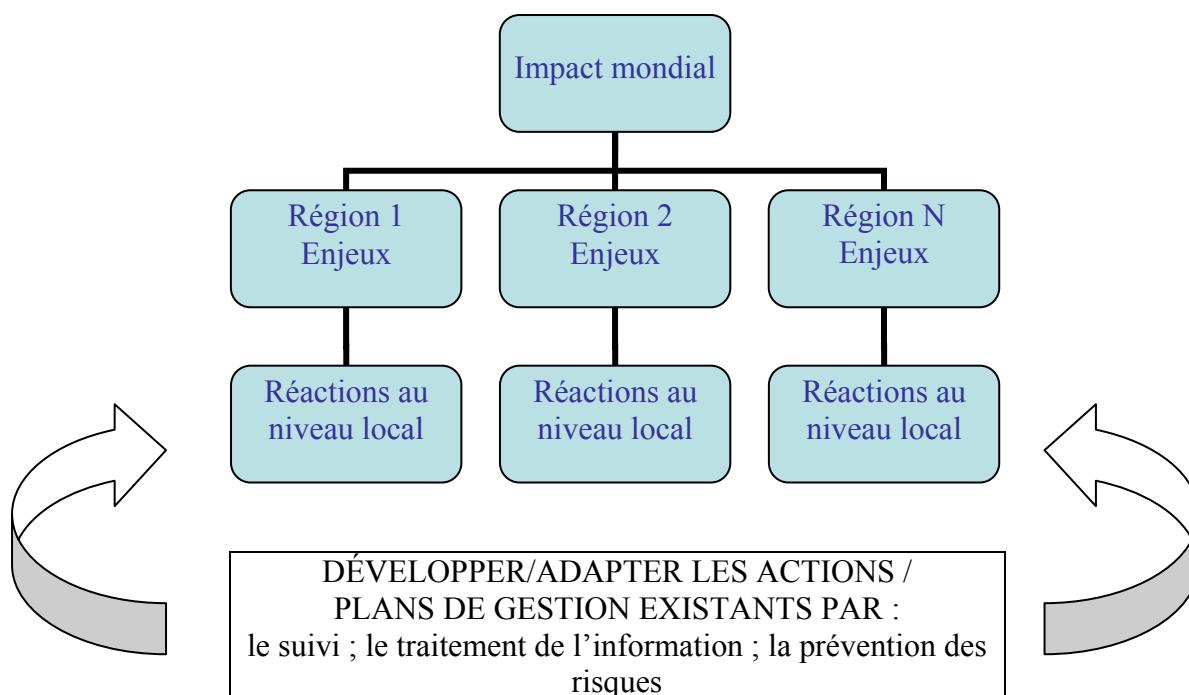 Impact mondial
Région 1
Enjeux
Région 2
Enjeux
Région N
Enjeux
Réactions au
niveau local
Réactions au
niveau local
Réactions au
niveau local
DÉVELOPPER/ADAPTER LES ACTIONS /
PLANS DE GESTION EXISTANTS PAR :
le suivi ; le traitement de l’information ; la prévention des
risques